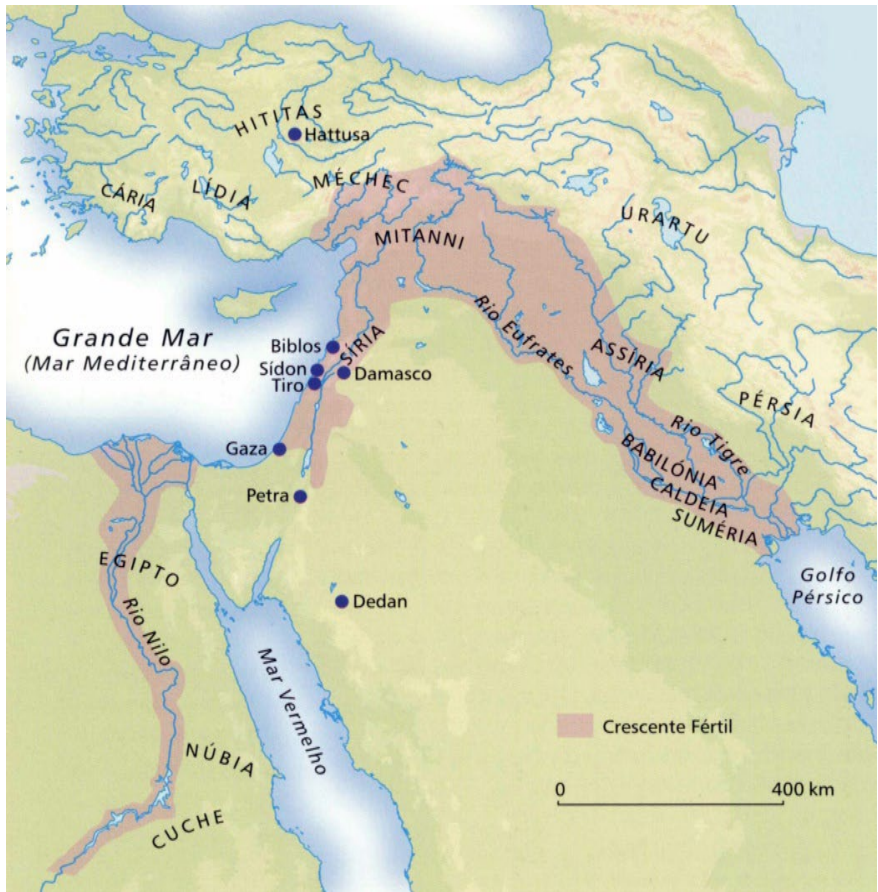 HITITAS
Hattusa
MÉCHEC
LÍDIA
CÁRIA
URARTU
MITANNI
Rio Eufrates
Grande Mar
(Mar Mediterrâneo)
Biblos
SÍRIA
ASSÍRIA
Sídon
Damasco
Tiro
PÉRSIA
Rio Tigre
Gaza
BABILÓNIA
CALDEIA
Petra
SUMÉRIA
EGIPTO
Golfo
Pérsico
Dedan
Rio Nilo
Mar Vermelho
Crescente Fértil
NÚBIA
0 400 km
CUCHE